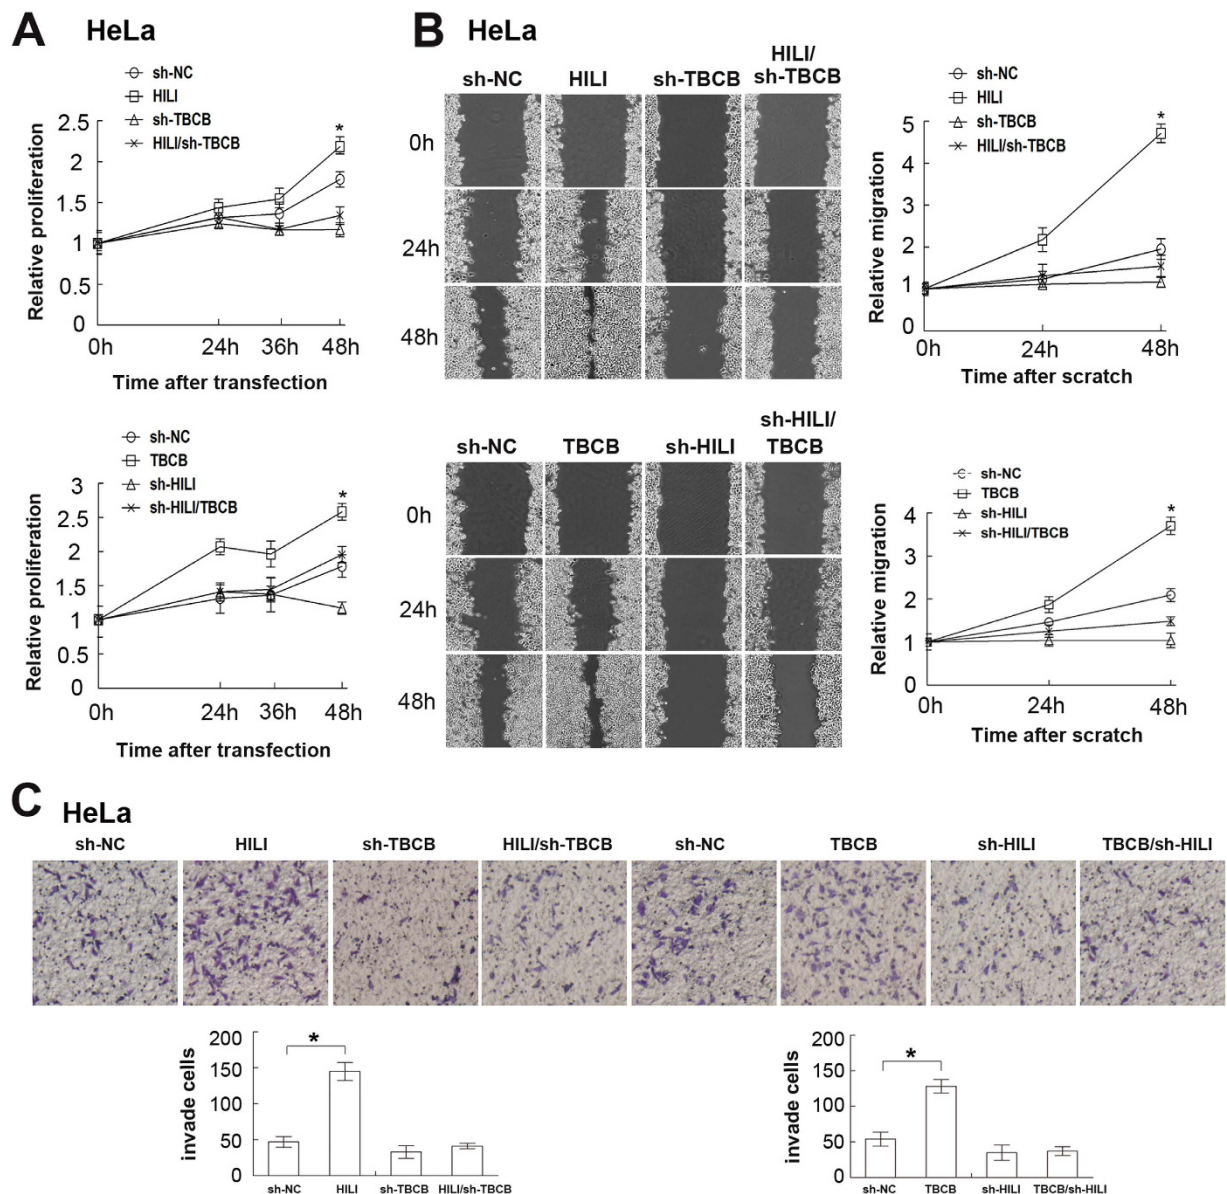 A HeLa
sh-NC
HILI
sh-TBCB
HILI/sh-TBCB
2.5
2
1.5
1
0.5
0
Relative proliferation
*
0h 24h 36h 48h
Time after transfection
sh-NC
TBCB
sh-HILI
sh-HILI/TBCB
3
2.5
2
1.5
1
0.5
0
Relative proliferation
*
0h 24h 36h 48h
Time after transfection
B HeLa
sh-NC HILI sh-TBCB HILI/
sh-TBCB
0h
24h
48h
sh-NC
HILI
sh-TBCB
HILI/sh-TBCB
5
4
2
1
0
Relative migration
*
0h 24h 48h
Time after scratch
sh-NC TBCB sh-HILI sh-HILI/
TBCB
0h
24h
48h
sh-NC
TBCB
sh-HILI
sh-HILI/TBCB
4
3
2
1
0
Relative migration
*
0h 24h 48h
Time after scratch
C HeLa
sh-NC HILI sh-TBCB HILI/sh-TBCB sh-NC TBCB sh-HILI TBCB/sh-HILI
200
150
100
50
0
invade cells
*
sh-NC HILI sh-TBCB HILI/sh-TBCB
200
150
100
50
0
invade cells
*
sh-NC TBCB sh-HILI TBCB/sh-HILI